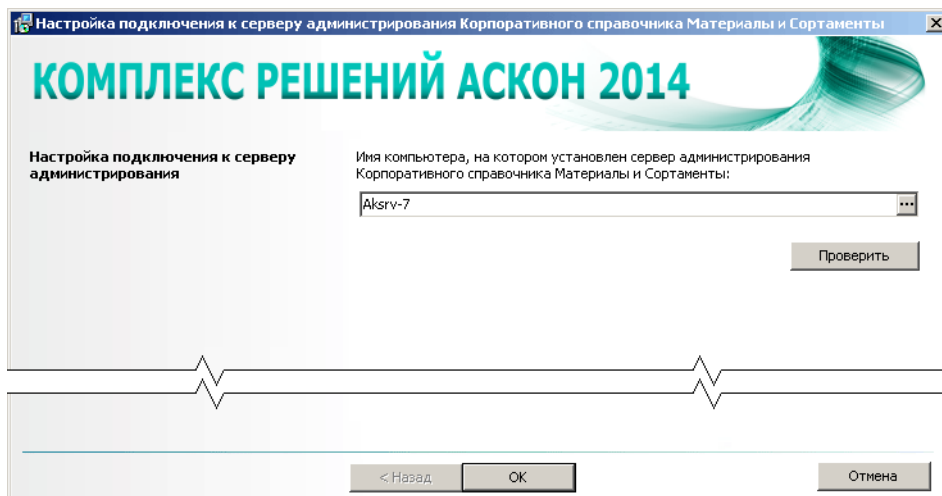 Настройка подключения к серверу администрирования Корпоративного справочника Материалы и Сортаменты
КОМПЛЕКС РЕШЕНИЙ АСКОН 2014
Настройка подключения к серверу
администрирования
Имя компьютера, на котором установлен сервер администрирования
Корпоративного справочника Материалы и Сортаменты:
Aksrv-7
...
Проверить
< Назад
OK
Отмена